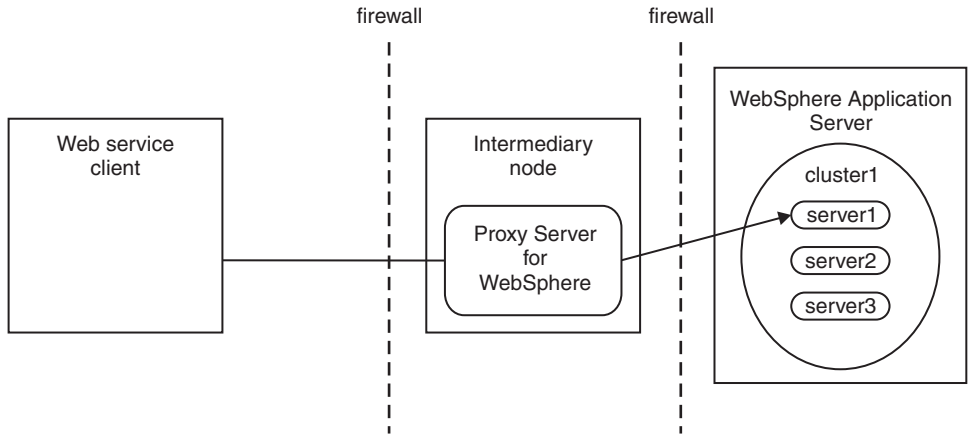 firewall
firewall
Web service
client
Intermediary
node
Proxy Server
for
WebSphere
WebSphere Application
Server
cluster1
server1
server2
server3